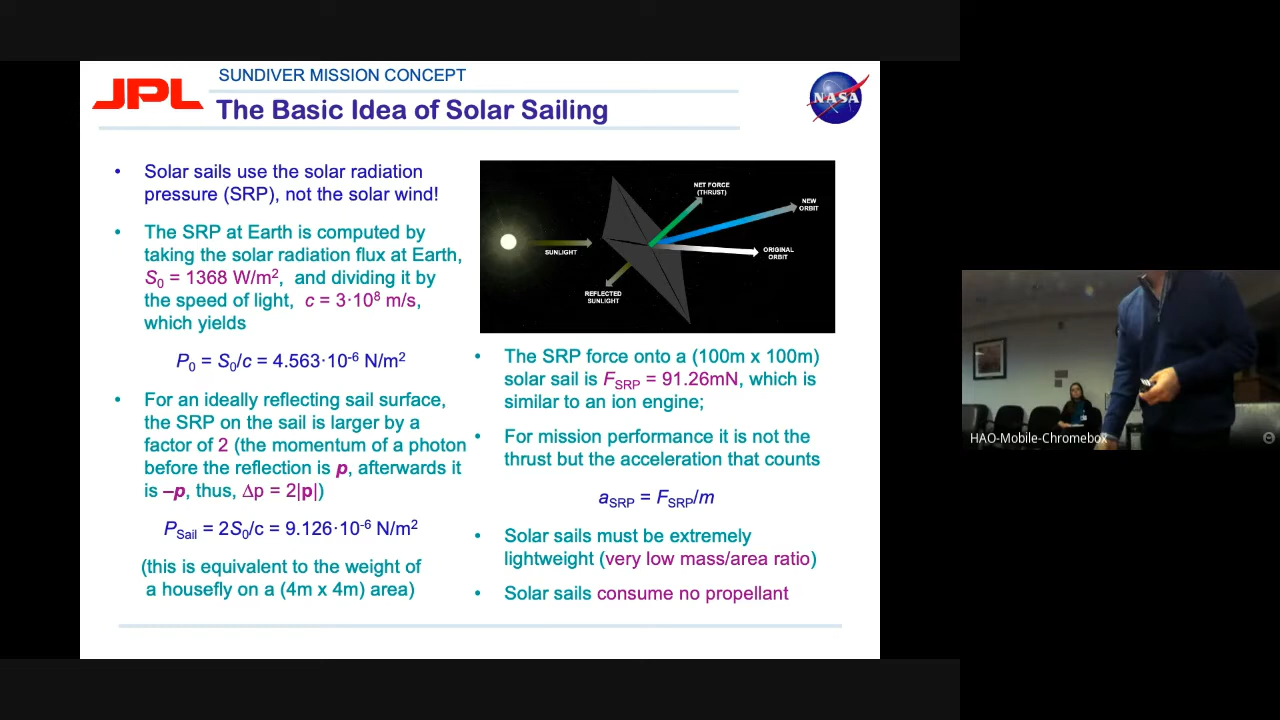 JPL
SUNDIVER MISSION CONCEPT
The Basic Idea of Solar Sailing
NASA
• Solar sails use the solar radiation
pressure (SRP), not the solar wind!
• The SRP at Earth is computed by
taking the solar radiation flux at Earth,
S₀ = 1368 W/m², and dividing it by
the speed of light, c = 3·10⁸ m/s,
which yields
P₀ = S₀/c = 4.563·10⁻⁶ N/m²
• For an ideally reflecting sail surface,
the SRP on the sail is larger by a
factor of 2 (the momentum of a photon
before the reflection is p, afterwards it
is –p, thus, Δp = 2|p|)
P_Sail = 2S₀/c = 9.126·10⁻⁶ N/m²
(this is equivalent to the weight of
a housefly on a (4m x 4m) area)
NET FORCE
(THRUST)
NEW
ORBIT
SUNLIGHT
ORIGINAL
ORBIT
REFLECTED
SUNLIGHT
• The SRP force onto a (100m x 100m)
solar sail is F_SRP = 91.26mN, which is
similar to an ion engine;
• For mission performance it is not the
thrust but the acceleration that counts
a_SRP = F_SRP/m
• Solar sails must be extremely
lightweight (very low mass/area ratio)
• Solar sails consume no propellant
HAO-Mobile-Chromebox